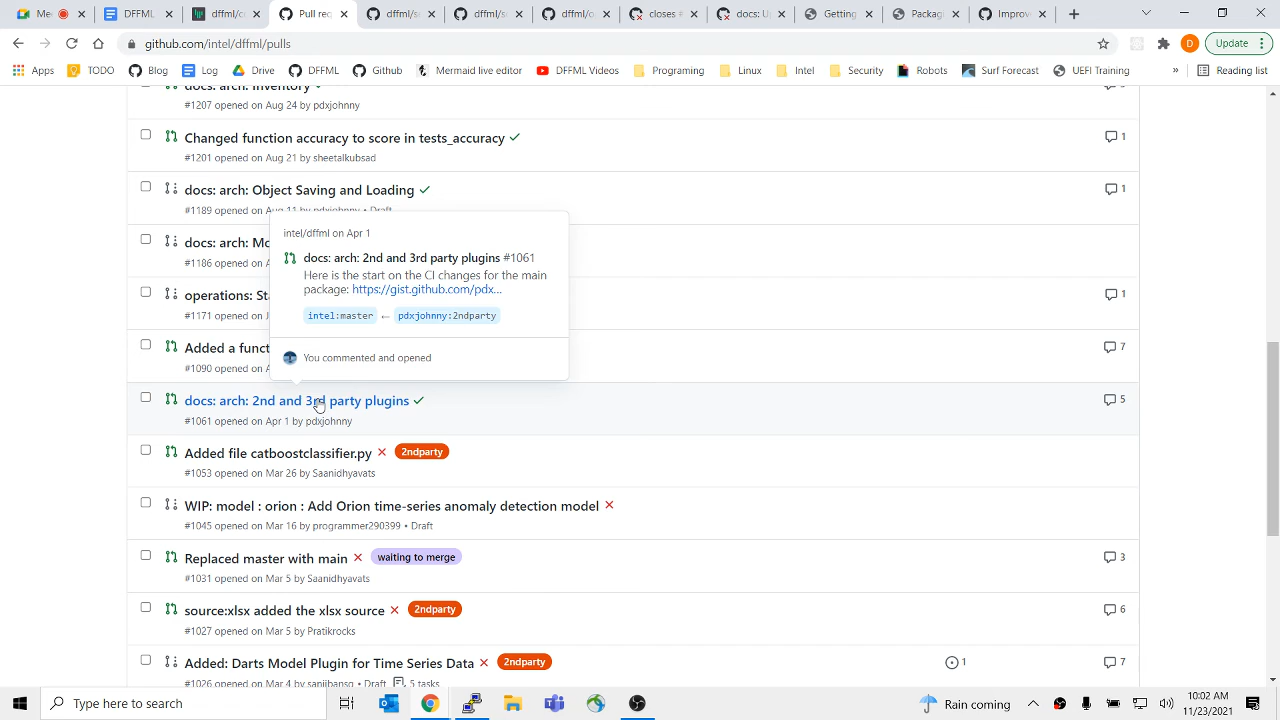 Me
DFFML
dffml/c
Pull req
dffml/s
dffml/s
dffml/o
closes #
docs: t
Getting
Package
Improve
github.com/intel/dffml/pulls
Update
Apps TODO Blog Log Drive DFFML Github Mermaid live editor DFFML Videos Programing Linux Intel Security Robots Surf Forecast UEFI Training » Reading list
docs: arch: Inventory
#1207 opened on Aug 24 by pdxjohnny
Changed function accuracy to score in tests_accuracy
1
#1201 opened on Aug 21 by sheetalkubsad
docs: arch: Object Saving and Loading
1
#1189 opened on Aug 11 by pdxjohnny • Draft
intel/dffml on Apr 1
docs: arch: Mo
#1186 opened on A
docs: arch: 2nd and 3rd party plugins #1061
Here is the start on the CI changes for the main
package: https://gist.github.com/pdx...
intel:master ← pdxjohnny:2ndparty
You commented and opened
operations: Sta
1
#1171 opened on J
Added a funct
7
#1090 opened on A
docs: arch: 2nd and 3rd party plugins
5
#1061 opened on Apr 1 by pdxjohnny
Added file catboostclassifier.py 2ndparty
#1053 opened on Mar 26 by Saanidhyavats
WIP: model : orion : Add Orion time-series anomaly detection model
#1045 opened on Mar 16 by programmer290399 • Draft
Replaced master with main waiting to merge
3
#1031 opened on Mar 5 by Saanidhyavats
source:xlsx added the xlsx source 2ndparty
6
#1027 opened on Mar 5 by Pratikrocks
Added: Darts Model Plugin for Time Series Data 2ndparty
1 7
#1026 opened on Mar 4 by sanjibansg • Draft 5 tasks
Type here to search
Raining coming
10:02 AM
11/23/2021